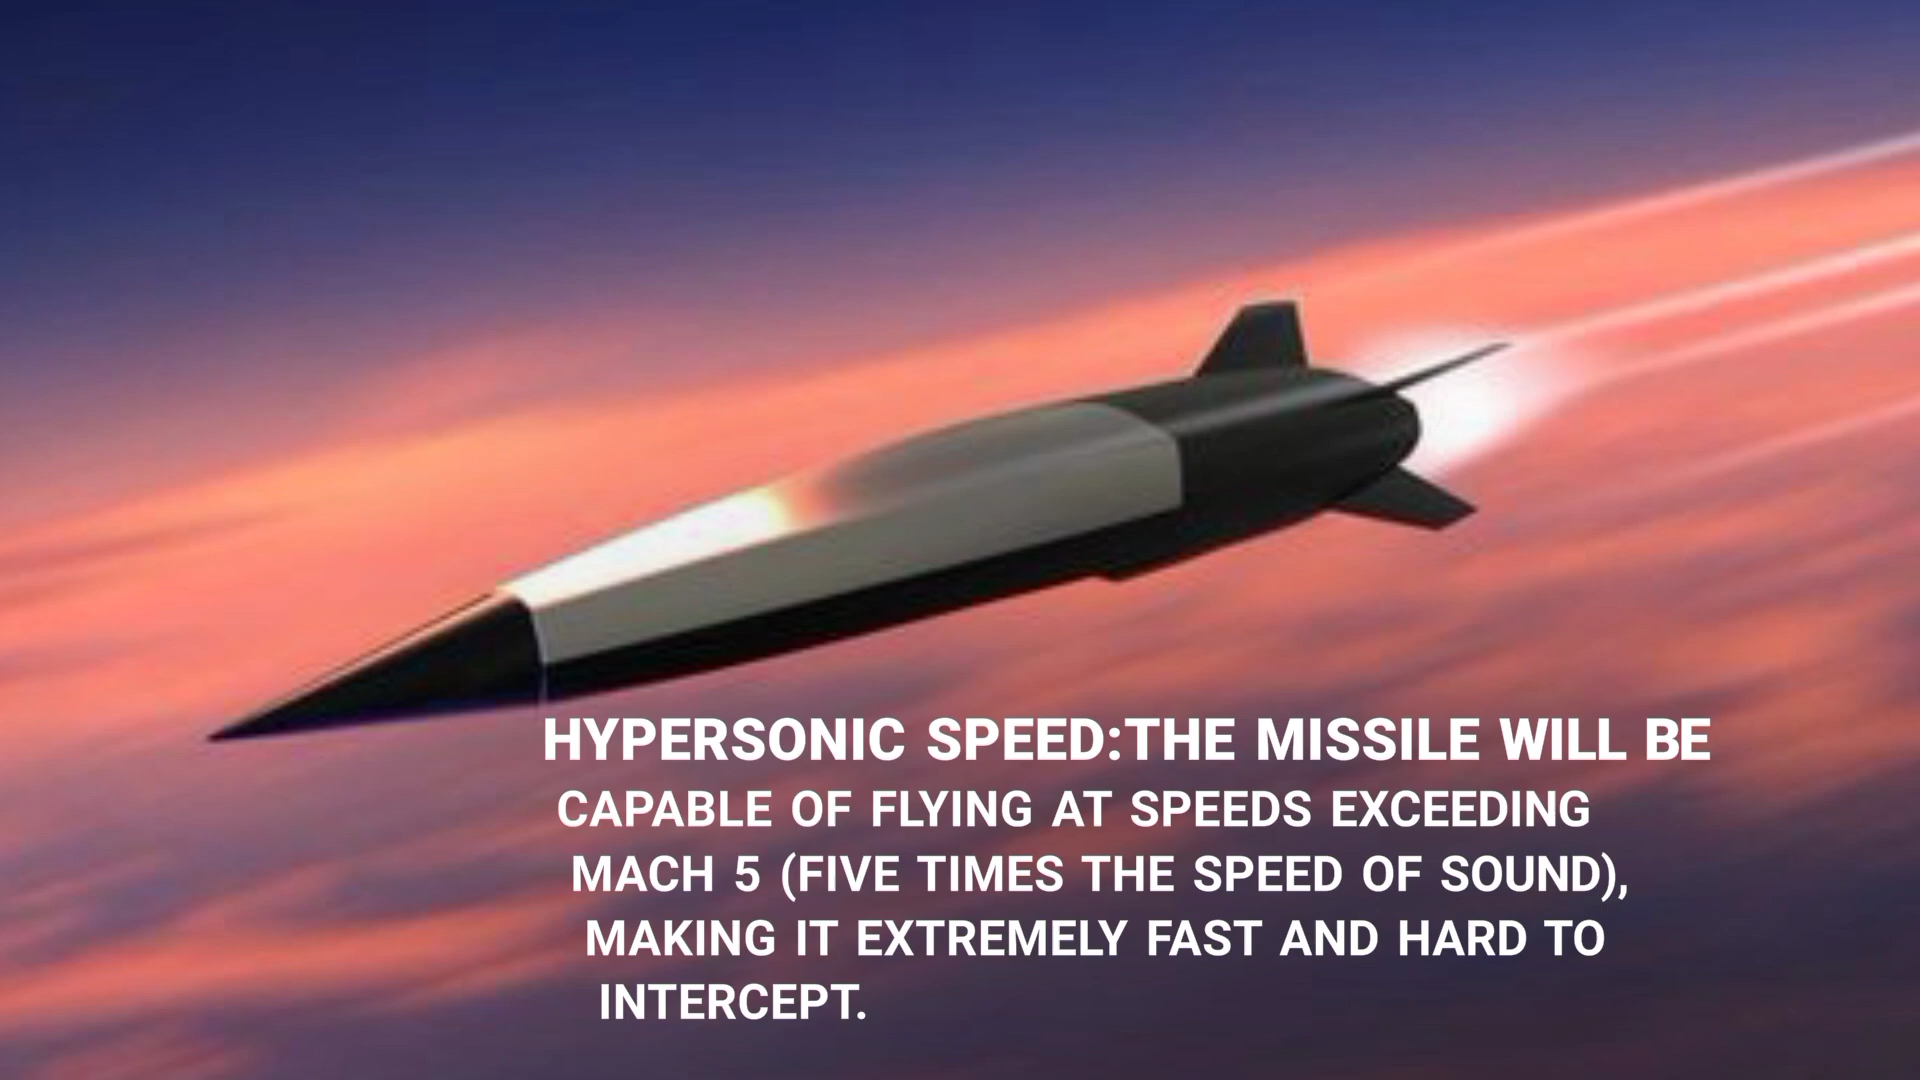 HYPERSONIC SPEED:THE MISSILE WILL BE
CAPABLE OF FLYING AT SPEEDS EXCEEDING
MACH 5 (FIVE TIMES THE SPEED OF SOUND),
MAKING IT EXTREMELY FAST AND HARD TO
INTERCEPT.